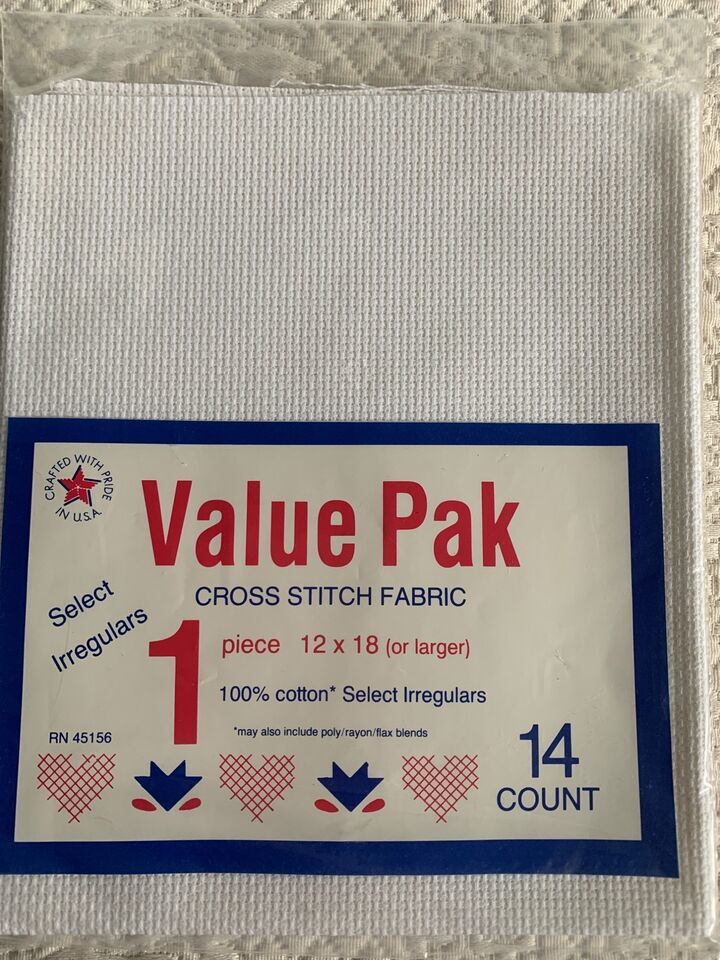 CRAFTED WITH PRIDE
IN U.S.A.
Value Pak
CROSS STITCH FABRIC
Select
Irregulars
1
piece 12 x 18 (or larger)
100% cotton* Select Irregulars
*may also include poly/rayon/flax blends
RN 45156
14
COUNT